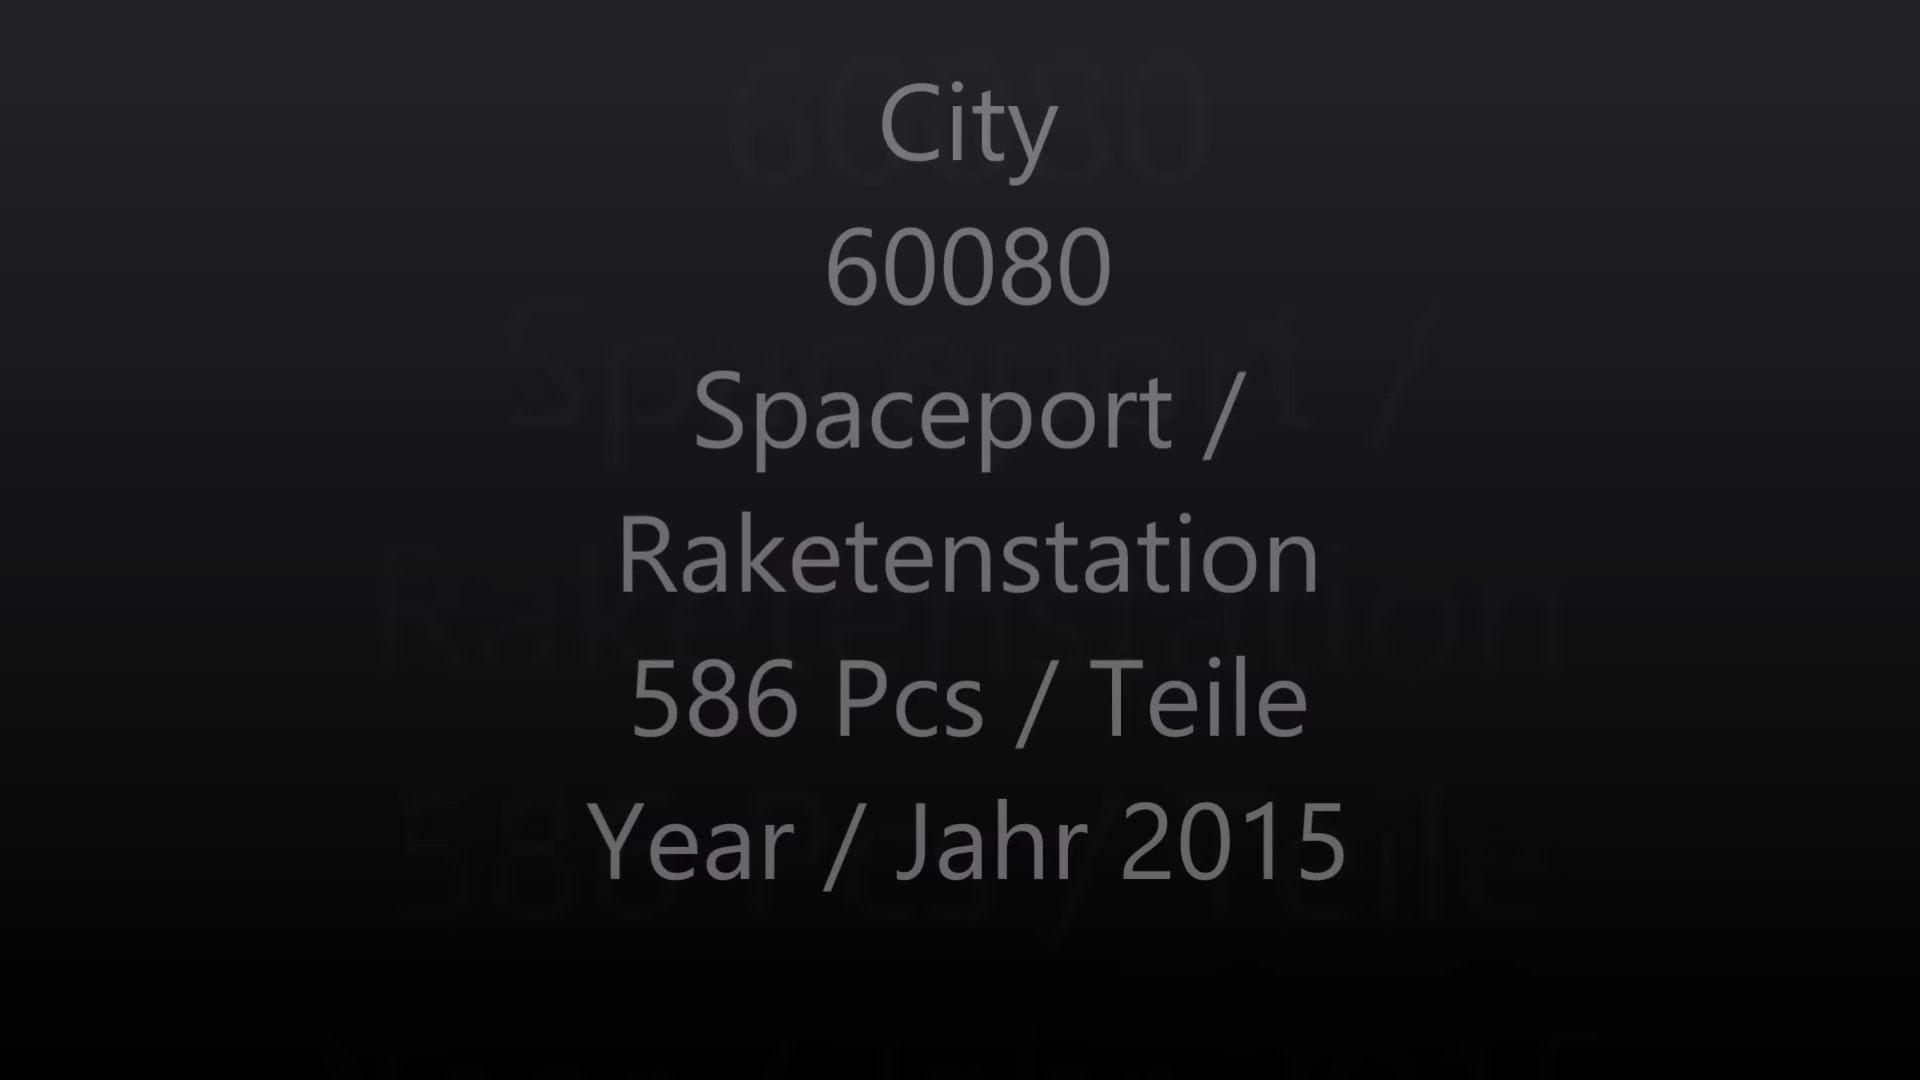 City
60080
Spaceport /
Raketenstation
586 Pcs / Teile
Year / Jahr 2015